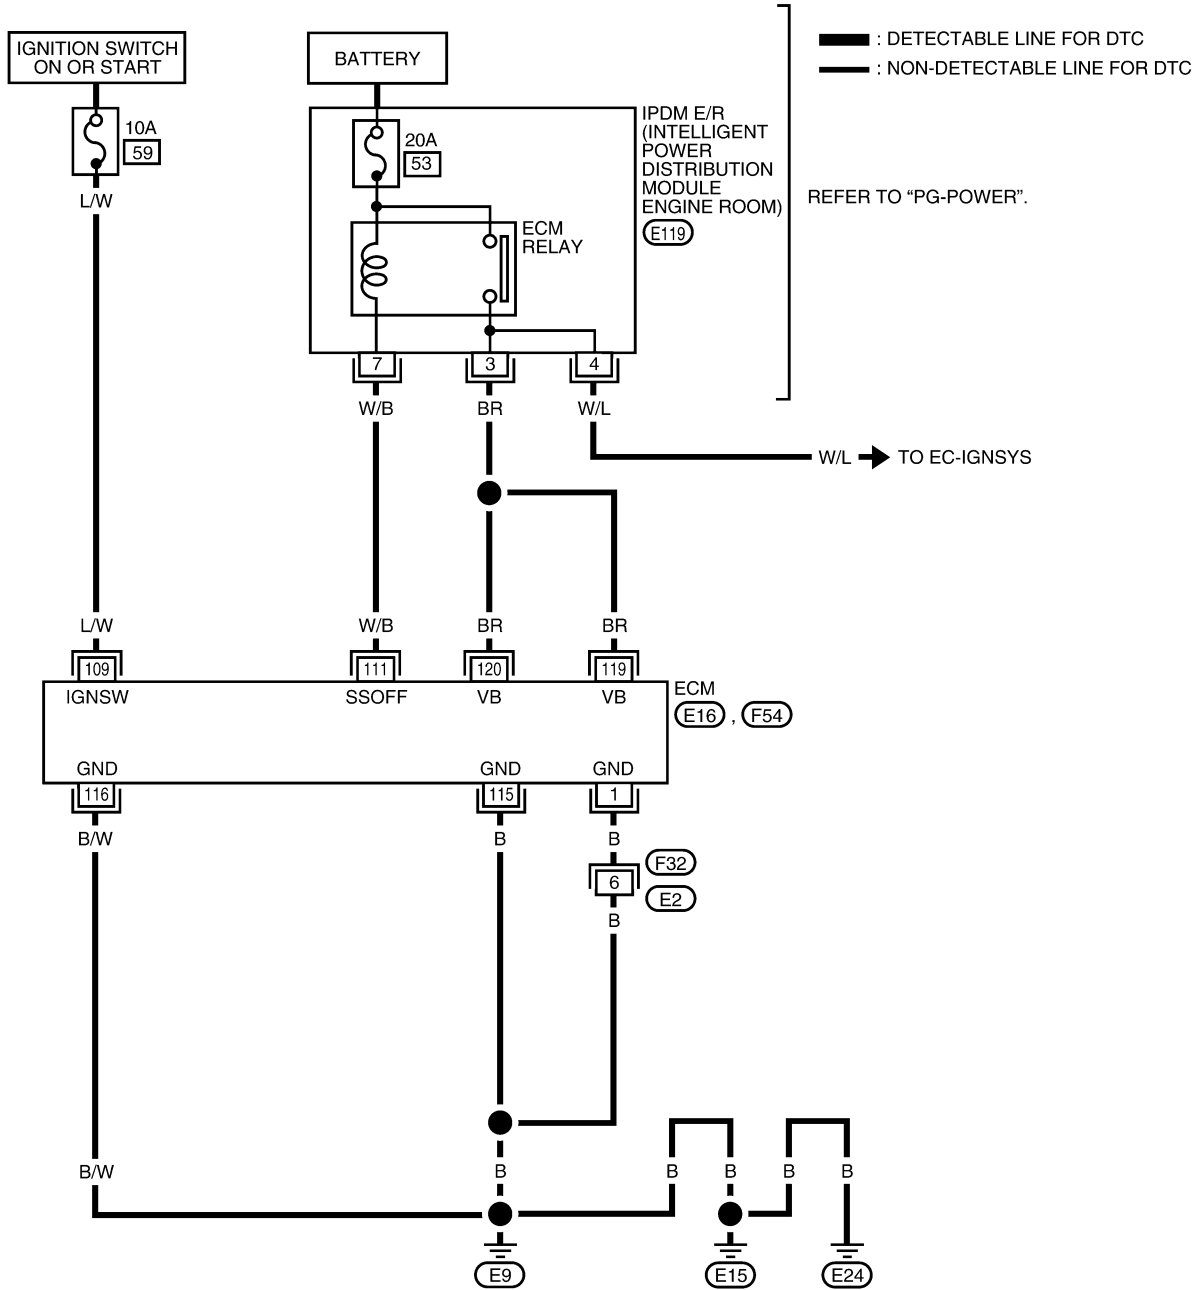 IGNITION SWITCH
ON OR START
BATTERY
: DETECTABLE LINE FOR DTC
: NON-DETECTABLE LINE FOR DTC
10A
59
L/W
20A
53
IPDM E/R
(INTELLIGENT
POWER
DISTRIBUTION
MODULE
ENGINE ROOM)
E119
REFER TO “PG-POWER”.
ECM
RELAY
7
3
4
W/B
BR
W/L
W/L
TO EC-IGNSYS
L/W
W/B
BR
BR
109
111
120
119
IGNSW
SSOFF
VB
VB
ECM
E16 , F54
GND
GND
GND
116
115
1
B/W
B
B
F32
6
E2
B
B/W
B
B
B
B
B
E9
E15
E24